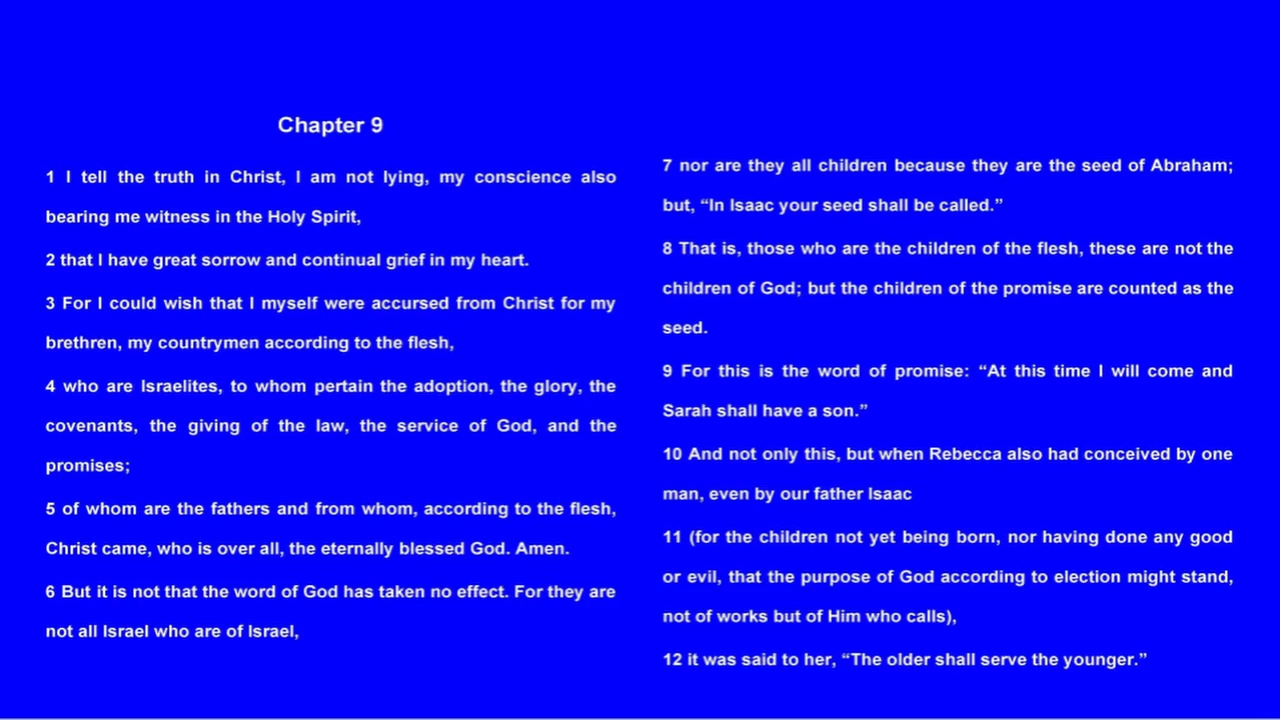 Chapter 9
1 I tell the truth in Christ, I am not lying, my conscience also
bearing me witness in the Holy Spirit,
2 that I have great sorrow and continual grief in my heart.
3 For I could wish that I myself were accursed from Christ for my
brethren, my countrymen according to the flesh,
4 who are Israelites, to whom pertain the adoption, the glory, the
covenants, the giving of the law, the service of God, and the
promises;
5 of whom are the fathers and from whom, according to the flesh,
Christ came, who is over all, the eternally blessed God. Amen.
6 But it is not that the word of God has taken no effect. For they are
not all Israel who are of Israel,
7 nor are they all children because they are the seed of Abraham;
but, “In Isaac your seed shall be called.”
8 That is, those who are the children of the flesh, these are not the
children of God; but the children of the promise are counted as the
seed.
9 For this is the word of promise: “At this time I will come and
Sarah shall have a son.”
10 And not only this, but when Rebecca also had conceived by one
man, even by our father Isaac
11 (for the children not yet being born, nor having done any good
or evil, that the purpose of God according to election might stand,
not of works but of Him who calls),
12 it was said to her, “The older shall serve the younger.”